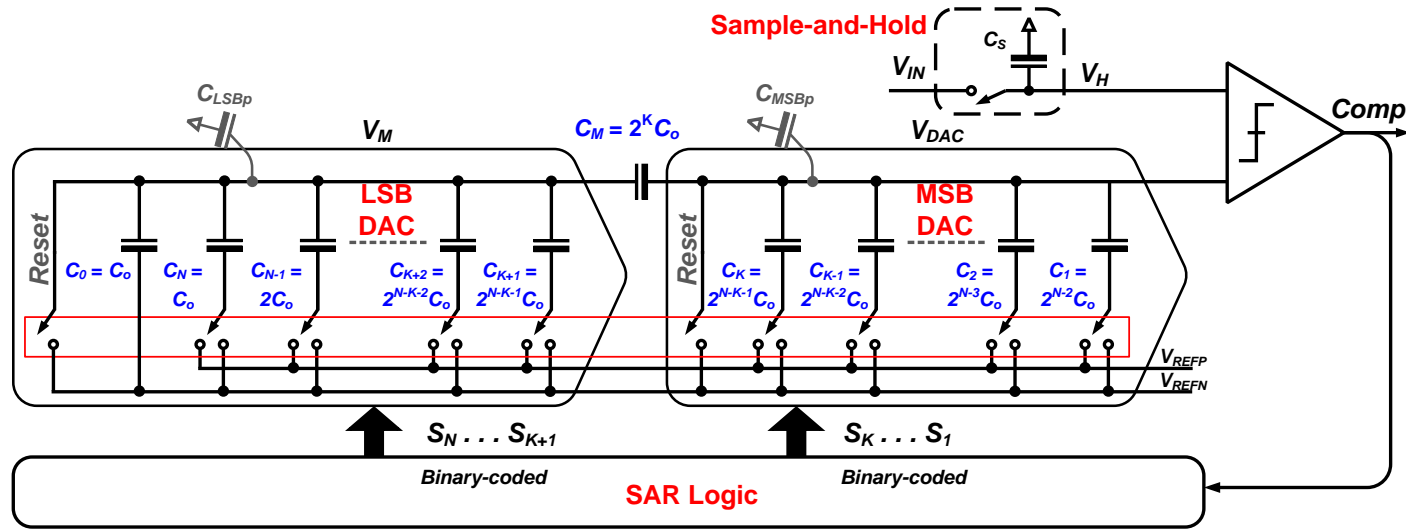 Sample-and-Hold
C_S
V_IN
V_H
C_LSBp
C_MSBp
Comp
V_M
C_M = 2^K C_o
V_DAC
LSB
DAC
MSB
DAC
Reset
C_0 = C_o
C_N =
C_o
C_N-1 =
2C_o
C_K+2 =
2^N-K-2 C_o
C_K+1 =
2^N-K-1 C_o
Reset
C_K =
2^N-K-1 C_o
C_K-1 =
2^N-K-2 C_o
C_2 =
2^N-3 C_o
C_1 =
2^N-2 C_o
V_REFP
V_REFN
S_N . . . S_K+1
S_K . . . S_1
Binary-coded
Binary-coded
SAR Logic